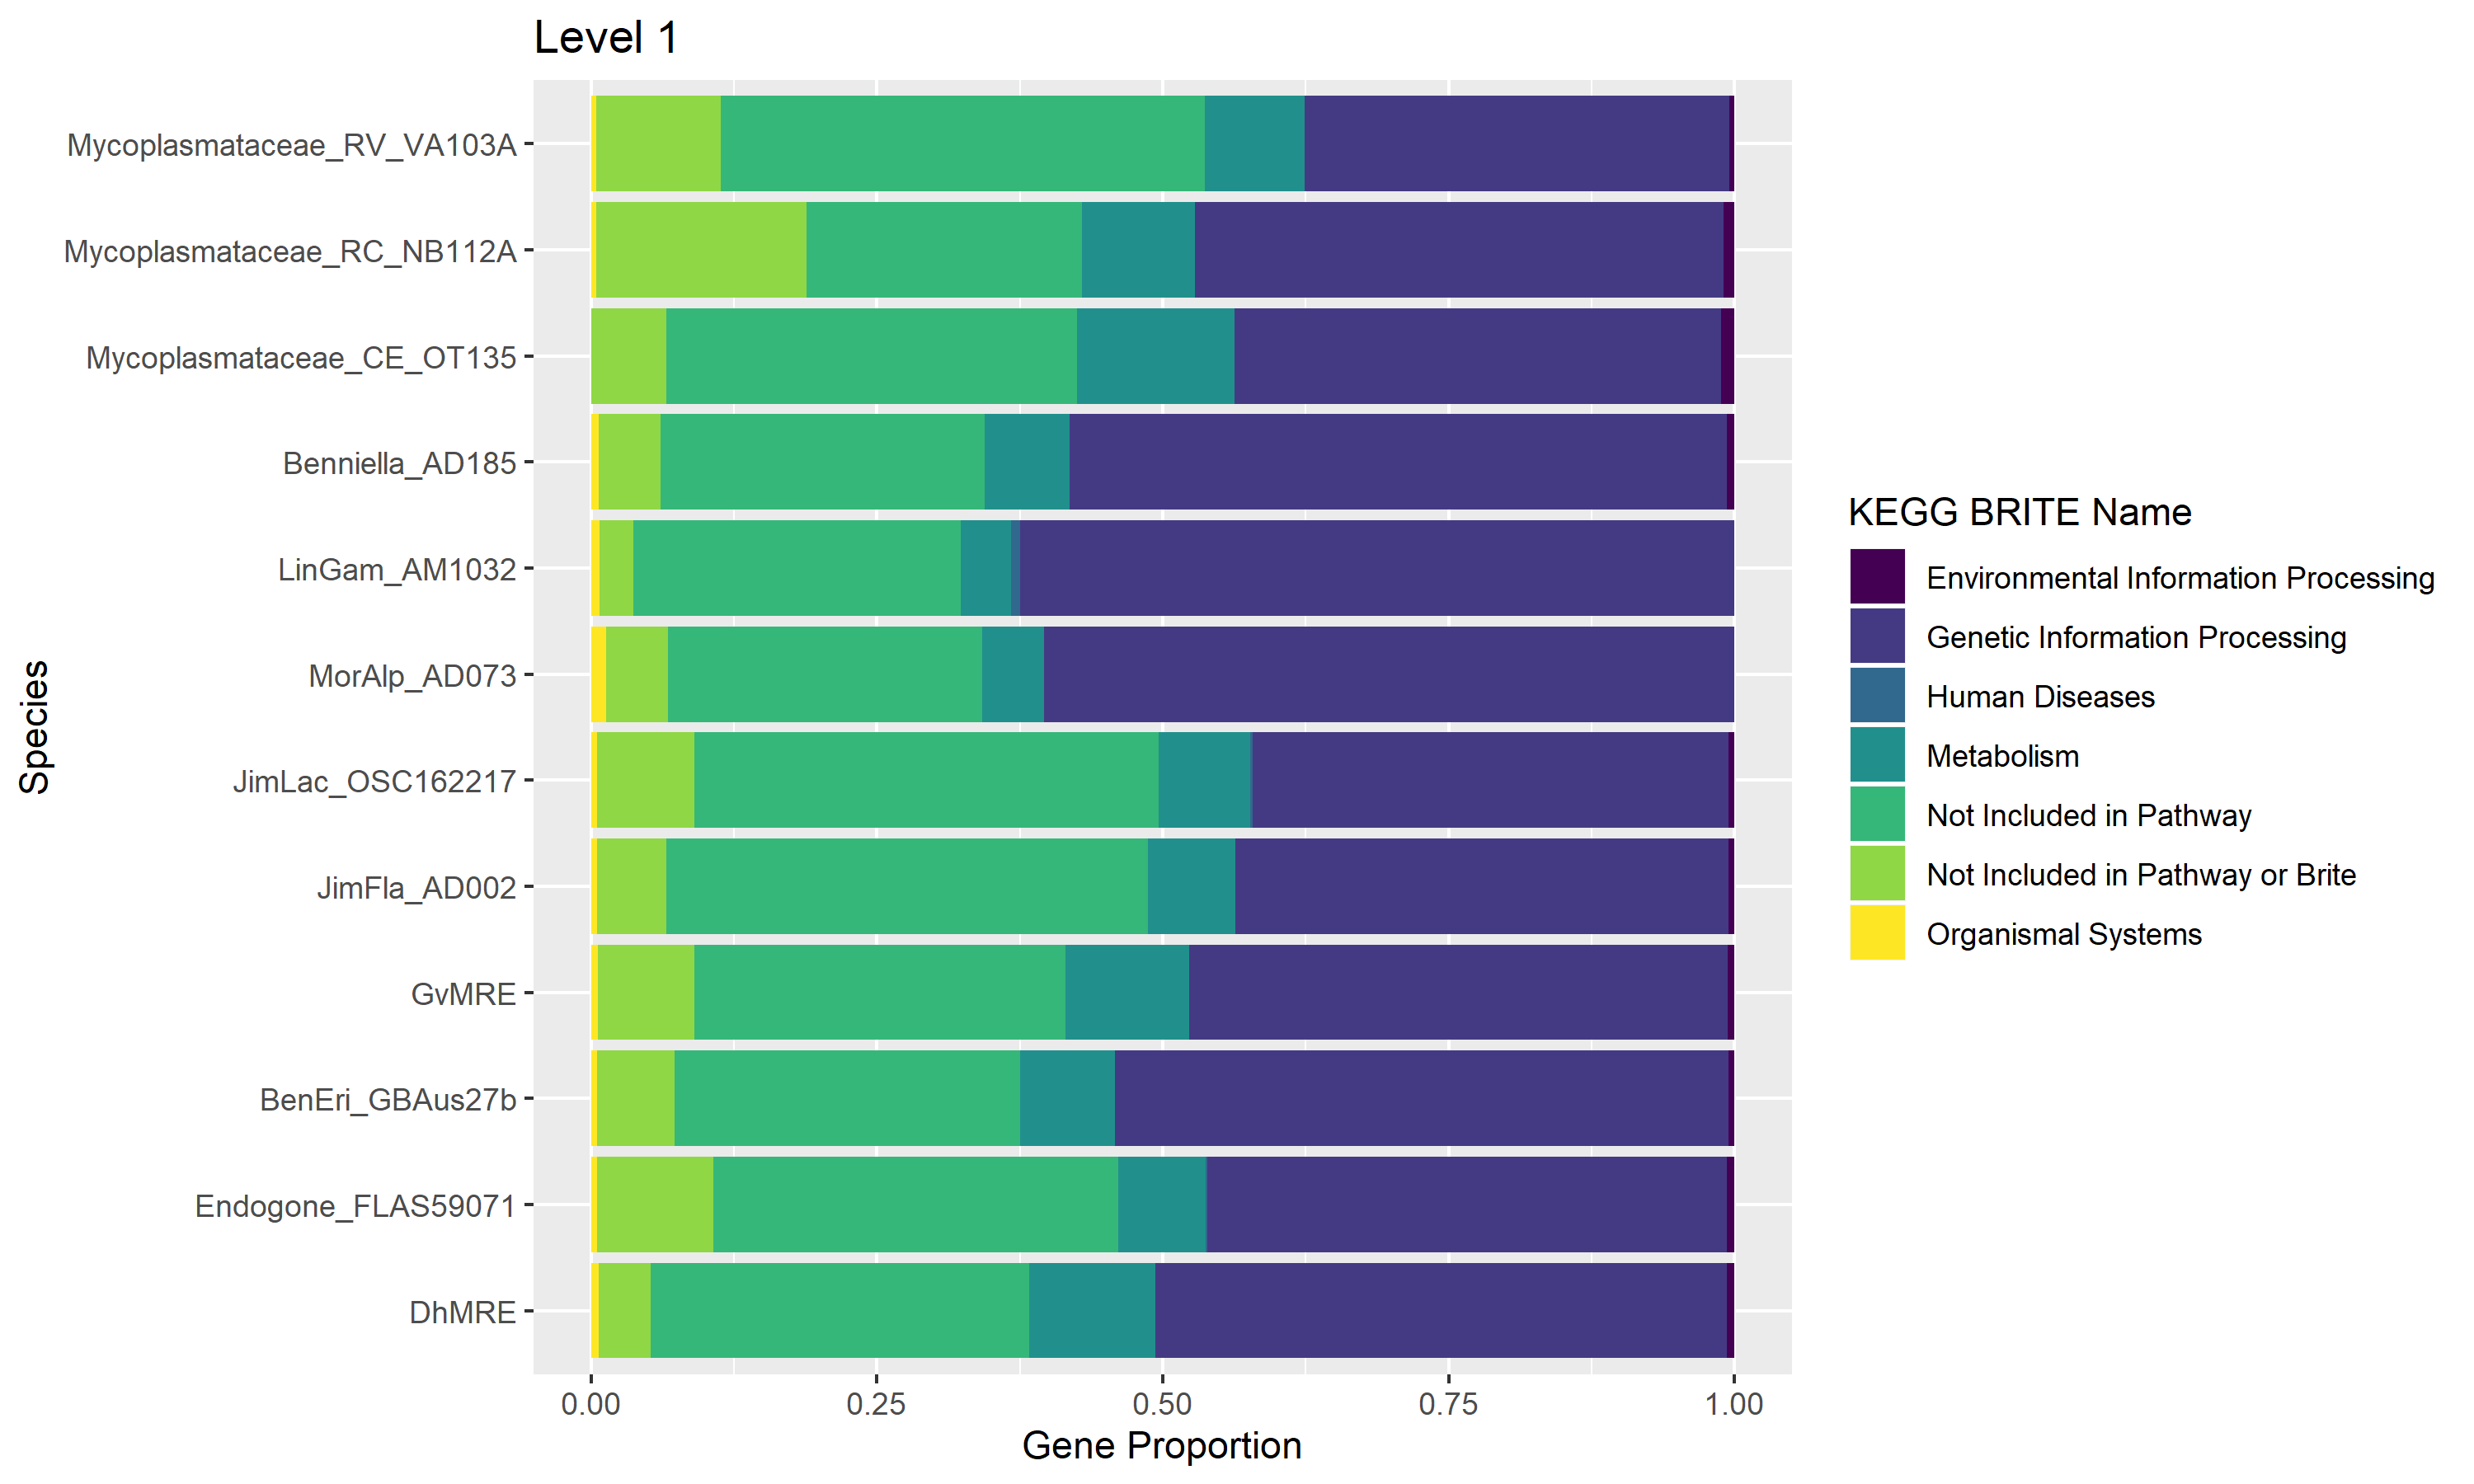 Level 1
Species
Mycoplasmataceae_RV_VA103A
Mycoplasmataceae_RC_NB112A
Mycoplasmataceae_CE_OT135
Benniella_AD185
LinGam_AM1032
MorAlp_AD073
JimLac_OSC162217
JimFla_AD002
GvMRE
BenEri_GBAus27b
Endogone_FLAS59071
DhMRE
0.00 0.25 0.50 0.75 1.00
Gene Proportion
KEGG BRITE Name
Environmental Information Processing
Genetic Information Processing
Human Diseases
Metabolism
Not Included in Pathway
Not Included in Pathway or Brite
Organismal Systems